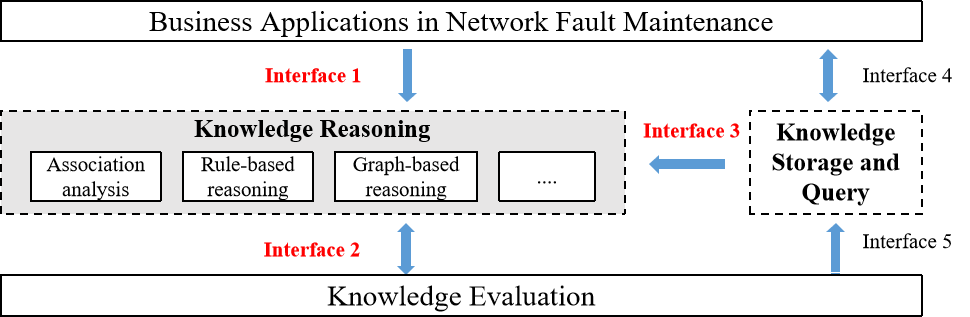 Business Applications in Network Fault Maintenance
Interface 1
Interface 4
Knowledge Reasoning
Association
analysis
Rule-based
reasoning
Graph-based
reasoning
....
Interface 3
Knowledge
Storage and
Query
Interface 2
Interface 5
Knowledge Evaluation